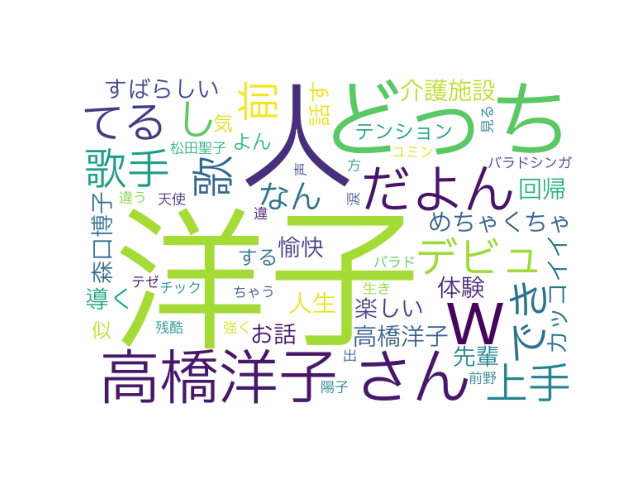 すばらしい
てる
し
気
前
話す
人
どっち
介護施設
テンション
見る
松田聖子
よん
ユミン
バラドシンガ
歌手
歌
なん
声
方
涙
だよん
回帰
森口博子
違う
天使
違
めちゃくちゃ
洋子
愉快
する
バラド
デビュ
カッコイイ
導く
デゼ
チック
ちゃう
人生
生き
体験
楽しい
w
でき
似
残酷
強く
お話
高橋洋子
出
先輩
高橋洋子
さん
陽子
前野
上手